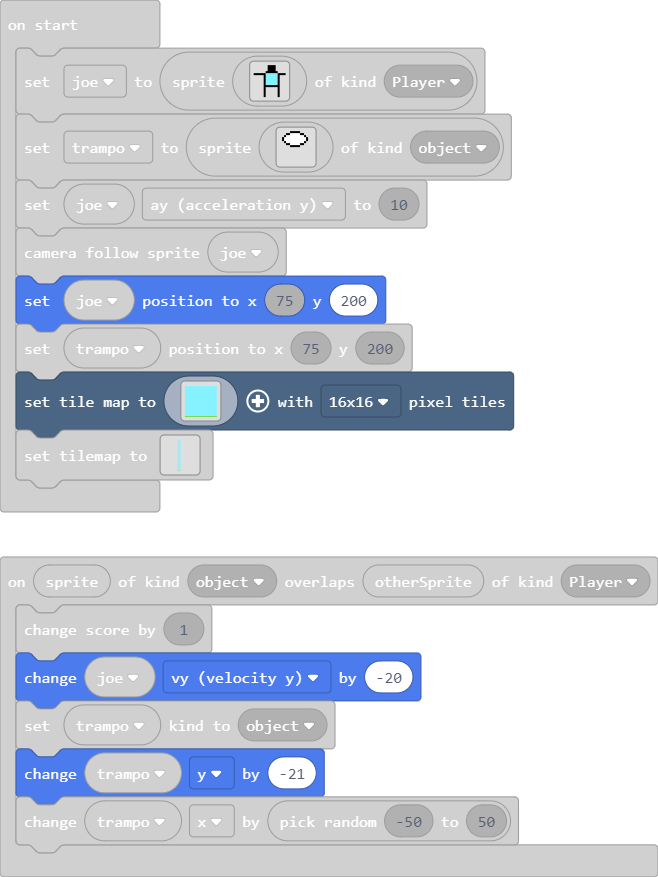 on start
set joe to sprite of kind Player
set trampo to sprite of kind object
set joe ay (acceleration y) to 10
camera follow sprite joe
set joe position to x 75 y 200
set trampo position to x 75 y 200
set tile map to with 16x16 pixel tiles
set tilemap to
on sprite of kind object overlaps otherSprite of kind Player
change score by 1
change joe vy (velocity y) by -20
set trampo kind to object
change trampo y by -21
change trampo x by pick random -50 to 50